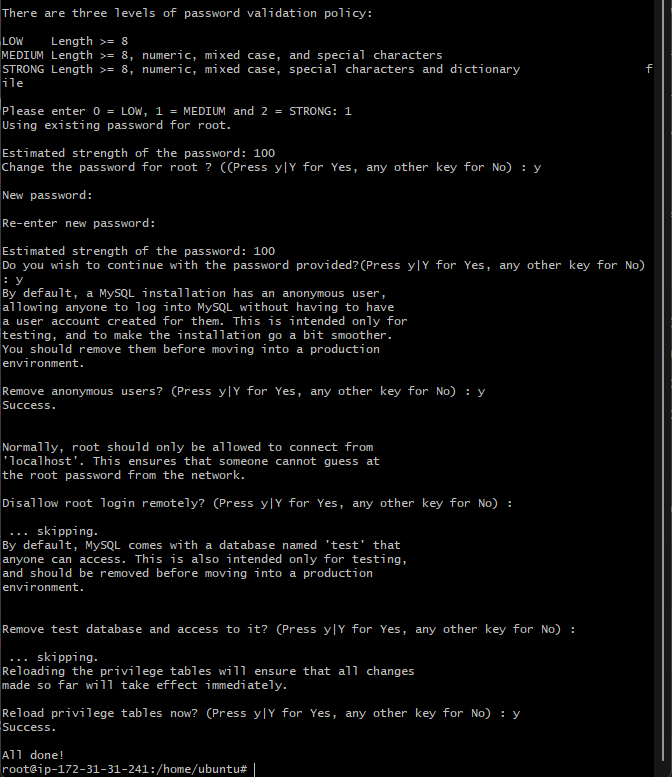 There are three levels of password validation policy:
LOW    Length >= 8
MEDIUM Length >= 8, numeric, mixed case, and special characters
STRONG Length >= 8, numeric, mixed case, special characters and dictionary                  f
ile
Please enter 0 = LOW, 1 = MEDIUM and 2 = STRONG: 1
Using existing password for root.
Estimated strength of the password: 100
Change the password for root ? ((Press y|Y for Yes, any other key for No) : y
New password:
Re-enter new password:
Estimated strength of the password: 100
Do you wish to continue with the password provided?(Press y|Y for Yes, any other key for No)
: y
By default, a MySQL installation has an anonymous user,
allowing anyone to log into MySQL without having to have
a user account created for them. This is intended only for
testing, and to make the installation go a bit smoother.
You should remove them before moving into a production
environment.
Remove anonymous users? (Press y|Y for Yes, any other key for No) : y
Success.
Normally, root should only be allowed to connect from
'localhost'. This ensures that someone cannot guess at
the root password from the network.
Disallow root login remotely? (Press y|Y for Yes, any other key for No) :
 ... skipping.
By default, MySQL comes with a database named 'test' that
anyone can access. This is also intended only for testing,
and should be removed before moving into a production
environment.
Remove test database and access to it? (Press y|Y for Yes, any other key for No) :
 ... skipping.
Reloading the privilege tables will ensure that all changes
made so far will take effect immediately.
Reload privilege tables now? (Press y|Y for Yes, any other key for No) : y
Success.
All done!
root@ip-172-31-31-241:/home/ubuntu#